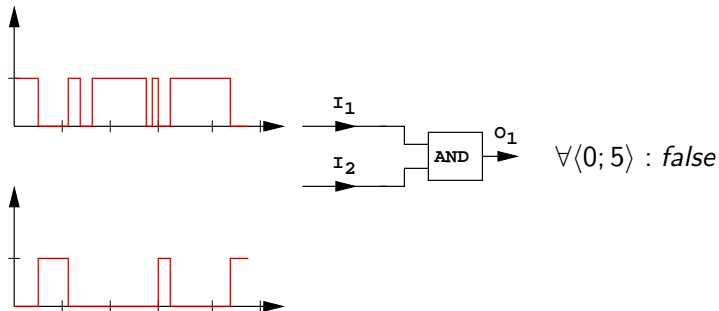 I₁
O₁
AND
∀⟨0; 5⟩ : false
I₂